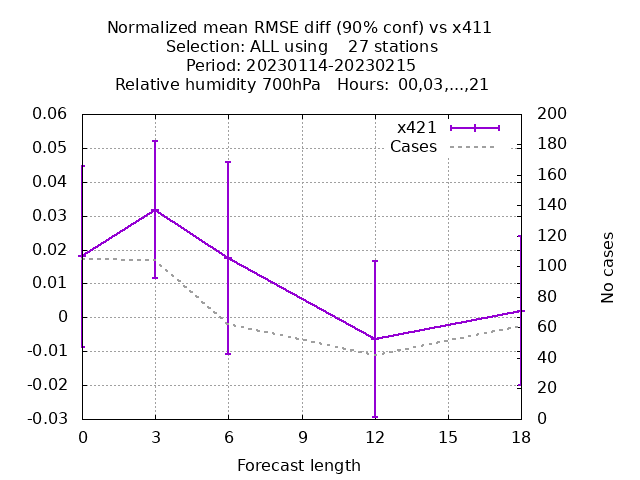 Normalized mean RMSE diff (90% conf) vs x411
Selection: ALL using    27 stations
Period: 20230114-20230215
Relative humidity 700hPa   Hours:  00,03,...,21
x421
Cases
0.06
0.05
0.04
0.03
0.02
0.01
0
-0.01
-0.02
-0.03
200
180
160
140
120
100
80
60
40
20
0
No cases
0 3 6 9 12 15 18
Forecast length